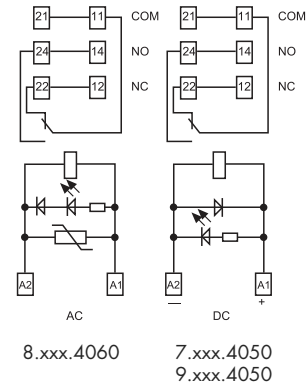 21 11 COM 21 11 COM
24 14 NO 24 14 NO
22 12 NC 22 12 NC
A2 A1 A2 A1
— +
AC DC
8.xxx.4060 7.xxx.4050
9.xxx.4050